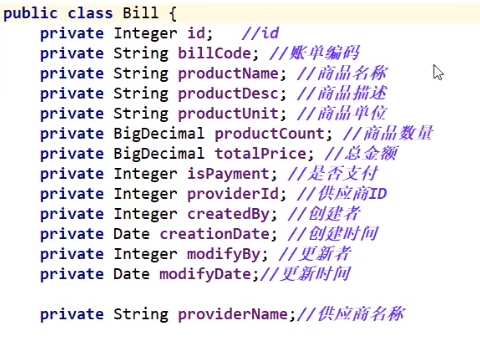 public class Bill {
private Integer id;   //id
private String billCode; //账单编码
private String productName; //商品名称
private String productDesc; //商品描述
private String productUnit; //商品单位
private BigDecimal productCount; //商品数量
private BigDecimal totalPrice; //总金额
private Integer isPayment; //是否支付
private Integer providerId; //供应商ID
private Integer createdBy; //创建者
private Date creationDate; //创建时间
private Integer modifyBy; //更新者
private Date modifyDate;//更新时间
private String providerName;//供应商名称